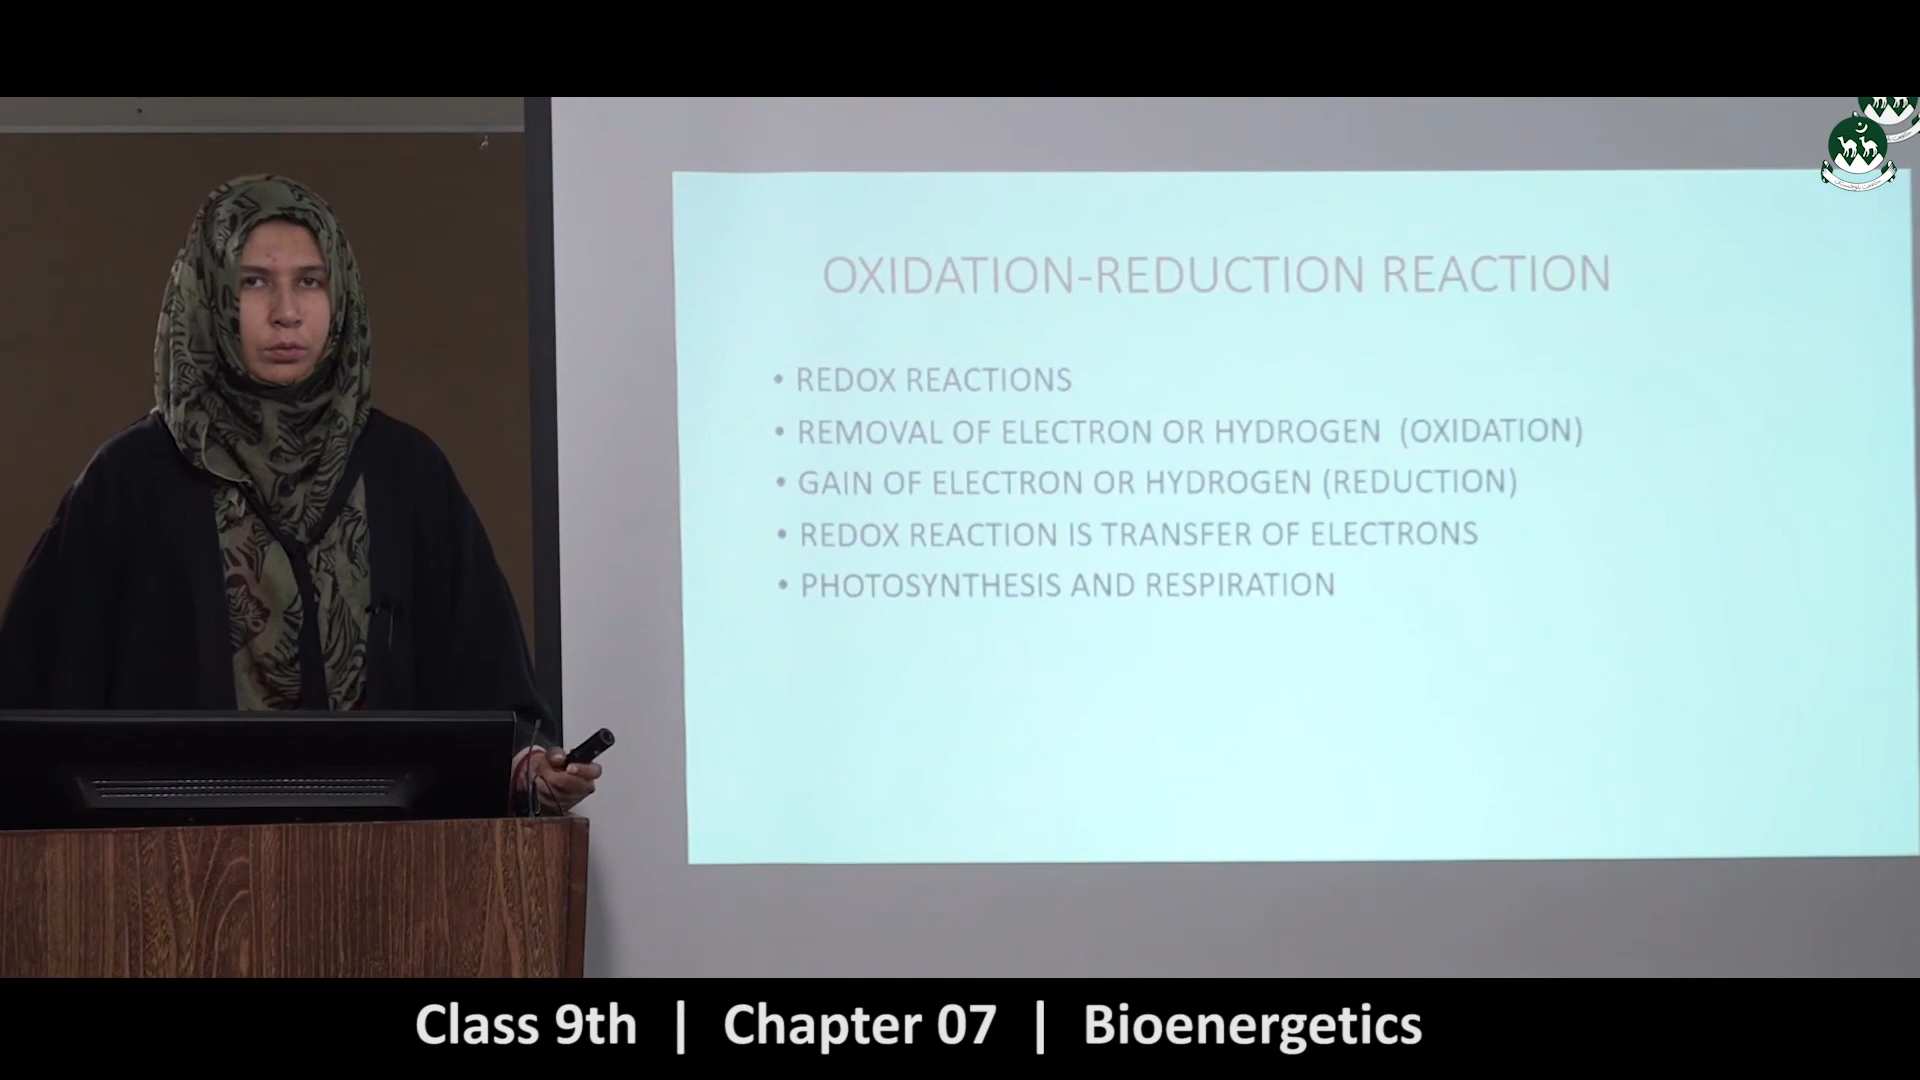 OXIDATION-REDUCTION REACTION
• REDOX REACTIONS
• REMOVAL OF ELECTRON OR HYDROGEN (OXIDATION)
• GAIN OF ELECTRON OR HYDROGEN (REDUCTION)
• REDOX REACTION IS TRANSFER OF ELECTRONS
• PHOTOSYNTHESIS AND RESPIRATION
Class 9th | Chapter 07 | Bioenergetics